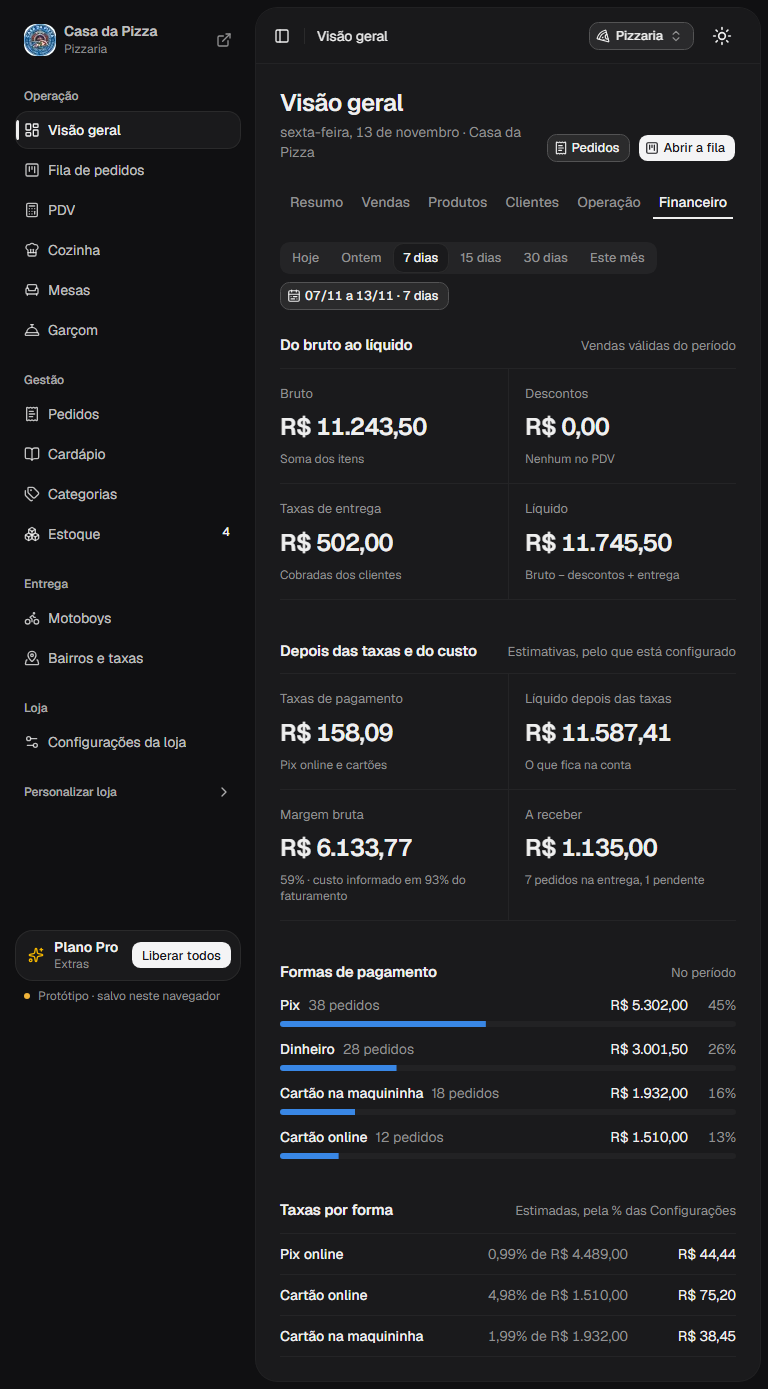 Casa da Pizza
Pizzaria
Operação
Visão geral
Fila de pedidos
PDV
Cozinha
Mesas
Garçom
Gestão
Pedidos
Cardápio
Categorias
Estoque 4
Entrega
Motoboys
Bairros e taxas
Loja
Configurações da loja
Personalizar loja
Plano Pro
Extras
Liberar todos
Protótipo · salvo neste navegador
Visão geral
Pizzaria
Visão geral
sexta-feira, 13 de novembro · Casa da
Pizza
Pedidos
Abrir a fila
Resumo Vendas Produtos Clientes Operação Financeiro
Hoje Ontem 7 dias 15 dias 30 dias Este mês
07/11 a 13/11 · 7 dias
Do bruto ao líquido Vendas válidas do período
Bruto
R$ 11.243,50
Soma dos itens
Descontos
R$ 0,00
Nenhum no PDV
Taxas de entrega
R$ 502,00
Cobradas dos clientes
Líquido
R$ 11.745,50
Bruto − descontos + entrega
Depois das taxas e do custo Estimativas, pelo que está configurado
Taxas de pagamento
R$ 158,09
Pix online e cartões
Líquido depois das taxas
R$ 11.587,41
O que fica na conta
Margem bruta
R$ 6.133,77
59% · custo informado em 93% do
faturamento
A receber
R$ 1.135,00
7 pedidos na entrega, 1 pendente
Formas de pagamento No período
Pix 38 pedidos R$ 5.302,00 45%
Dinheiro 28 pedidos R$ 3.001,50 26%
Cartão na maquininha 18 pedidos R$ 1.932,00 16%
Cartão online 12 pedidos R$ 1.510,00 13%
Taxas por forma Estimadas, pela % das Configurações
Pix online 0,99% de R$ 4.489,00 R$ 44,44
Cartão online 4,98% de R$ 1.510,00 R$ 75,20
Cartão na maquininha 1,99% de R$ 1.932,00 R$ 38,45